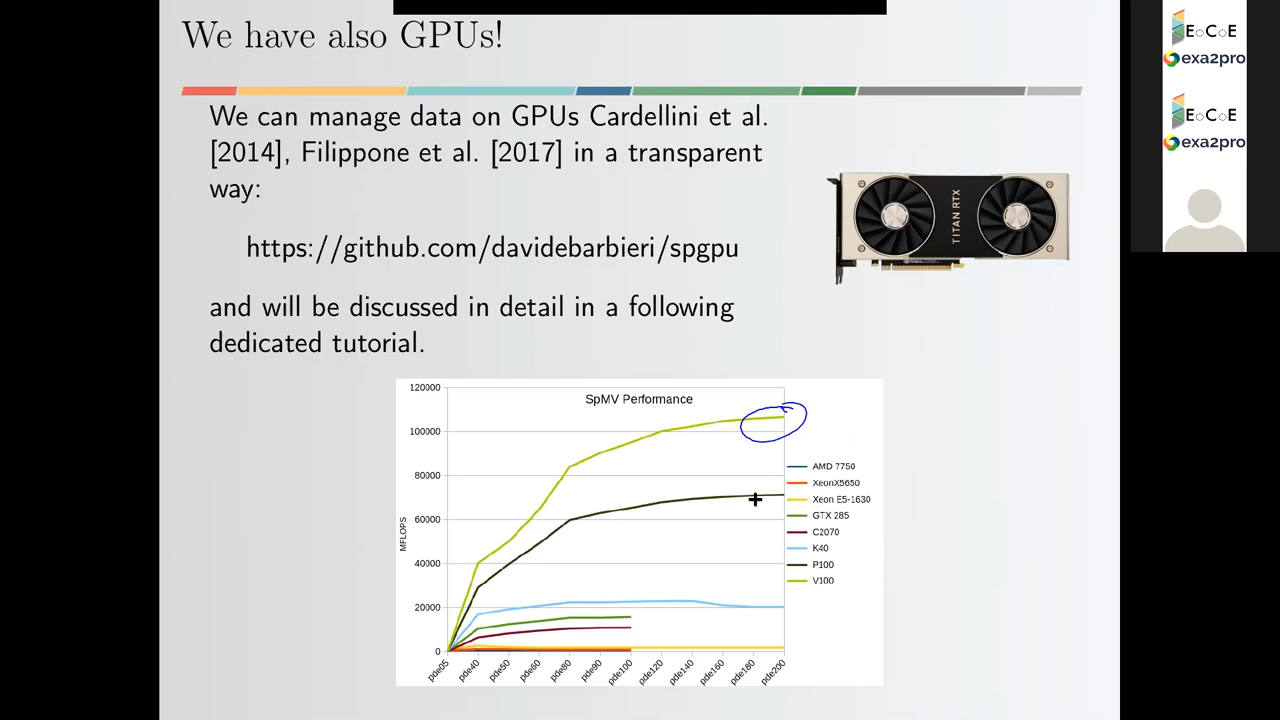 We have also GPUs!
We can manage data on GPUs Cardellini et al.
[2014], Filippone et al. [2017] in a transparent
way:
https://github.com/davidebarbieri/spgpu
and will be discussed in detail in a following
dedicated tutorial.
TITAN RTX
SpMV Performance
MFLOPS
120000
100000
80000
60000
40000
20000
0
pde05
pde40
pde50
pde60
pde80
pde90
pde100
pde120
pde140
pde160
pde180
pde200
AMD 7750
XeonX5650
Xeon E5-1630
GTX 285
C2070
K40
P100
V100
EoCoE
exa2pro
EoCoE
exa2pro